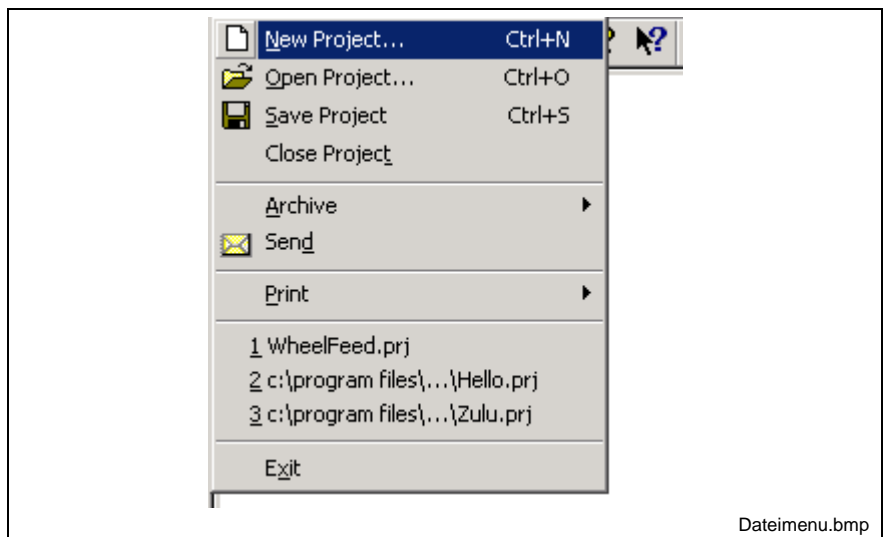 New Project... Ctrl+N
Open Project... Ctrl+O
Save Project Ctrl+S
Close Project
Archive
Send
Print
1 WheelFeed.prj
2 c:\program files\...\Hello.prj
3 c:\program files\...\Zulu.prj
Exit
Dateimenu.bmp